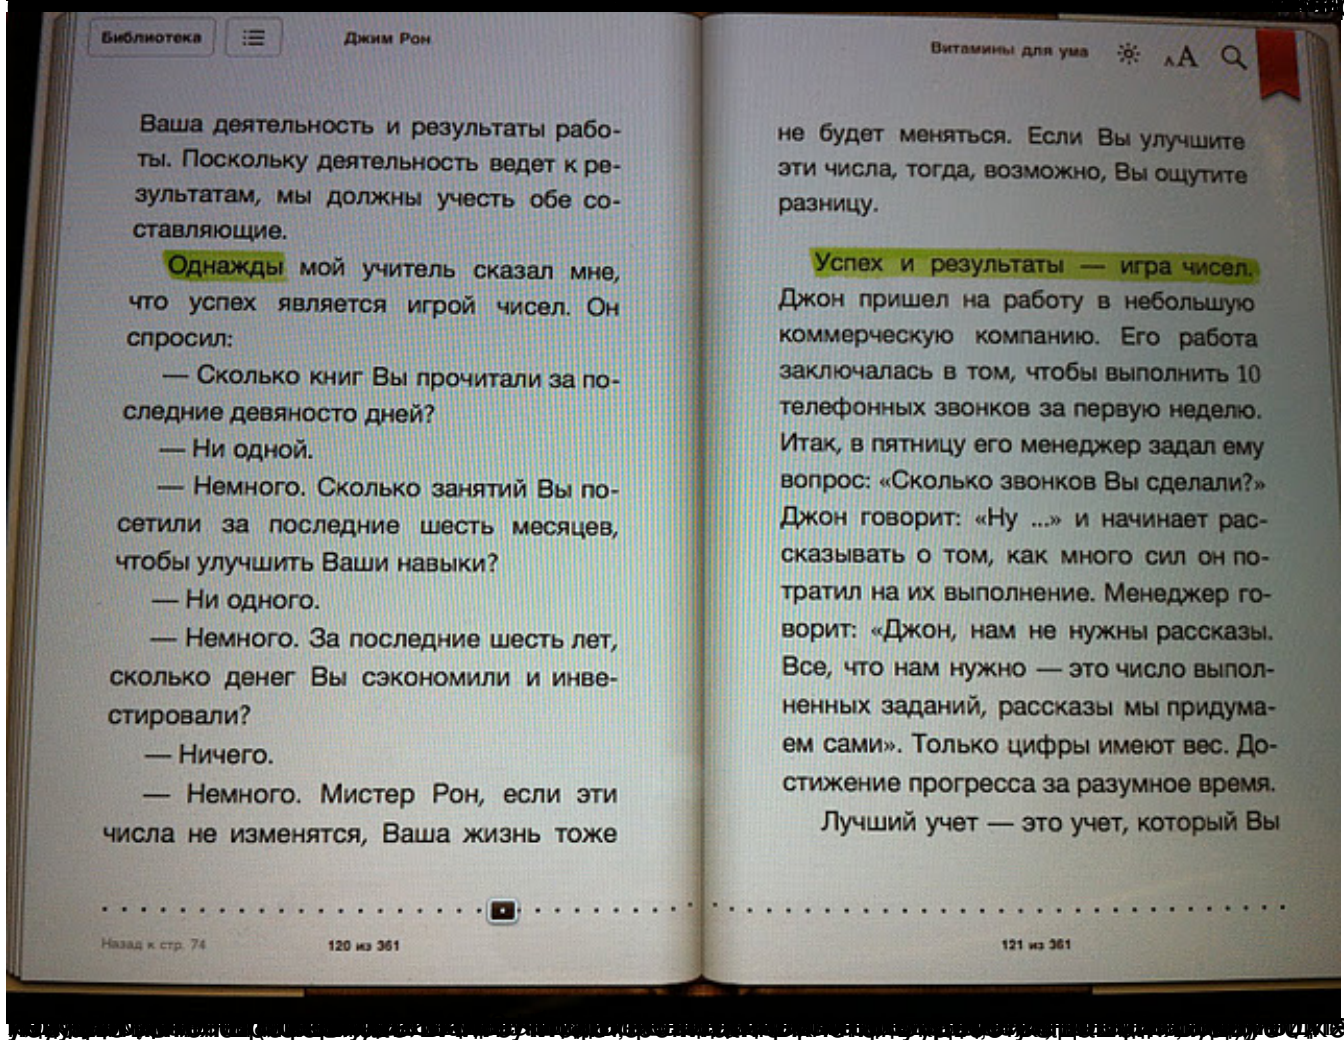 Библиотека
Джим Рон
Ваша деятельность и результаты рабо-
ты. Поскольку деятельность ведет к ре-
зультатам, мы должны учесть обе со-
ставляющие.
Однажды мой учитель сказал мне,
что успех является игрой чисел. Он
спросил:
— Сколько книг Вы прочитали за по-
следние девяносто дней?
— Ни одной.
— Немного. Сколько занятий Вы по-
сетили за последние шесть месяцев,
чтобы улучшить Ваши навыки?
— Ни одного.
— Немного. За последние шесть лет,
сколько денег Вы сэкономили и инве-
стировали?
— Ничего.
— Немного. Мистер Рон, если эти
числа не изменятся, Ваша жизнь тоже
Назад к стр. 74
120 из 361
Витамины для ума
АА
не будет меняться. Если Вы улучшите
эти числа, тогда, возможно, Вы ощутите
разницу.
Успех и результаты — игра чисел.
Джон пришел на работу в небольшую
коммерческую компанию. Его работа
заключалась в том, чтобы выполнить 10
телефонных звонков за первую неделю.
Итак, в пятницу его менеджер задал ему
вопрос: «Сколько звонков Вы сделали?»
Джон говорит: «Ну ...» и начинает рас-
сказывать о том, как много сил он по-
тратил на их выполнение. Менеджер го-
ворит: «Джон, нам не нужны рассказы.
Все, что нам нужно — это число выпол-
ненных заданий, рассказы мы придума-
ем сами». Только цифры имеют вес. До-
стижение прогресса за разумное время.
Лучший учет — это учет, который Вы
121 из 361